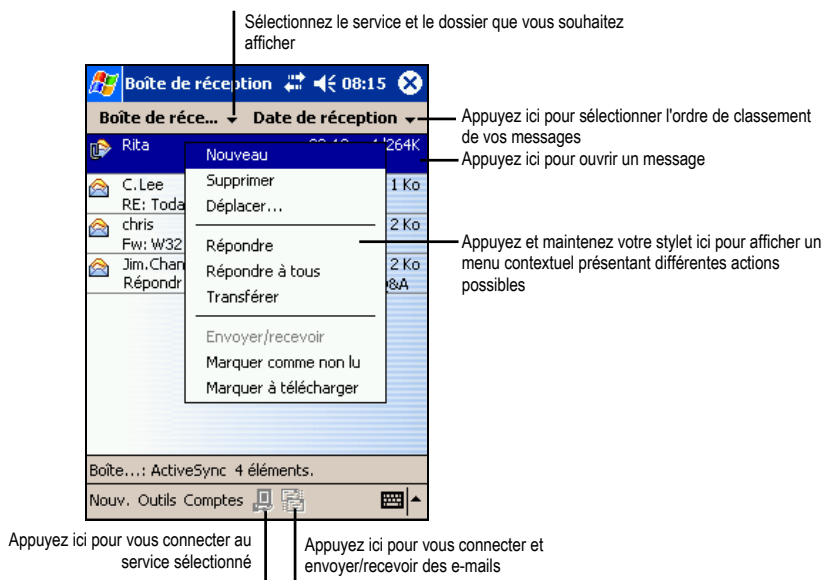 Sélectionnez le service et le dossier que vous souhaitez
afficher
Boîte de réception 08:15
Boîte de réce... Date de réception
Appuyez ici pour sélectionner l'ordre de classement
de vos messages
Rita 264K
Appuyez ici pour ouvrir un message
Nouveau
C.Lee 1 Ko
RE: Toda
Supprimer
Déplacer...
chris 2 Ko
Fw: W32
Répondre
Appuyez et maintenez votre stylet ici pour afficher un
menu contextuel présentant différentes actions
possibles
Jim.Chan 2 Ko
Répondr &A
Répondre à tous
Transférer
Envoyer/recevoir
Marquer comme non lu
Marquer à télécharger
Boîte...: ActiveSync 4 éléments.
Nouv. Outils Comptes
Appuyez ici pour vous connecter au
service sélectionné
Appuyez ici pour vous connecter et
envoyer/recevoir des e-mails